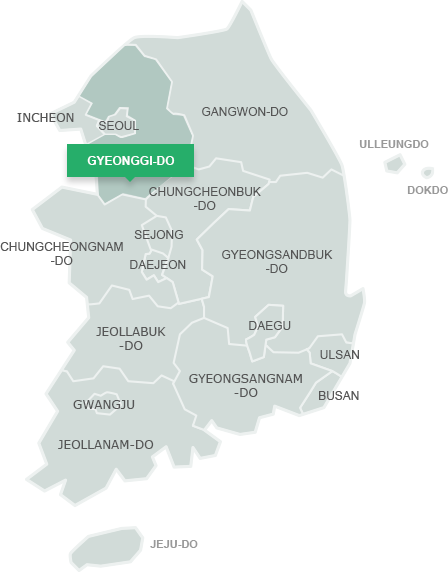 GANGWON-DO
INCHEON
SEOUL
ULLEUNGDO
GYEONGGI-DO
DOKDO
CHUNGCHEONBUK
-DO
SEJONG
CHUNGCHEONGNAM
-DO
GYEONGSANDBUK
-DO
DAEJEON
DAEGU
JEOLLABUK
-DO
ULSAN
GYEONGSANGNAM
-DO
BUSAN
GWANGJU
JEOLLANAM-DO
JEJU-DO